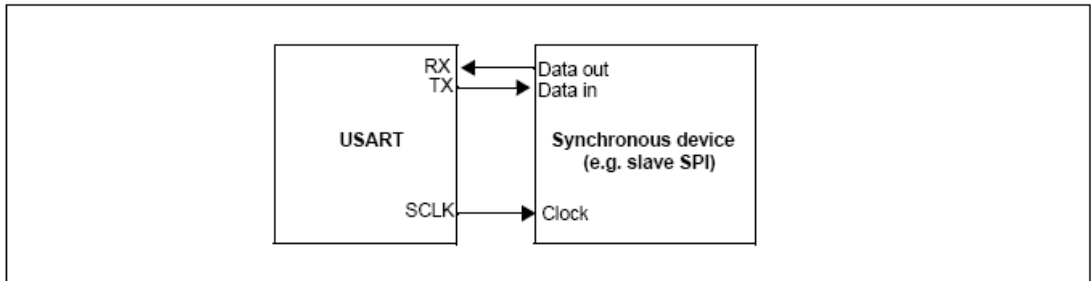 RX
TX
USART
SCLK
Data out
Data in
Synchronous device
(e.g. slave SPI)
Clock